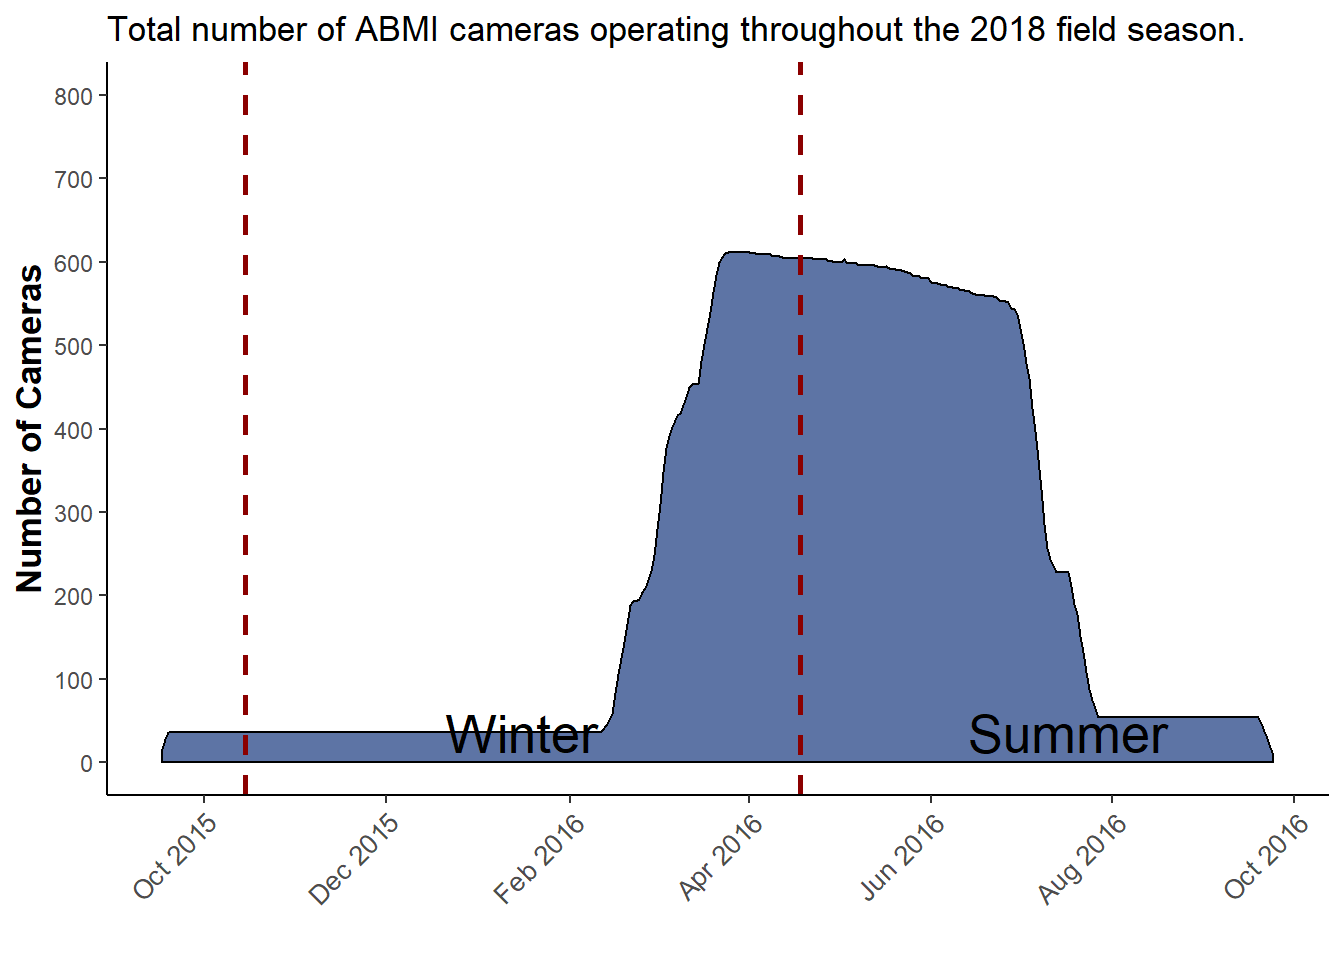 Total number of ABMI cameras operating throughout the 2018 field season.
800
700
600
500
400
300
200
100
0
Number of Cameras
Winter
Summer
Oct 2015
Dec 2015
Feb 2016
Apr 2016
Jun 2016
Aug 2016
Oct 2016